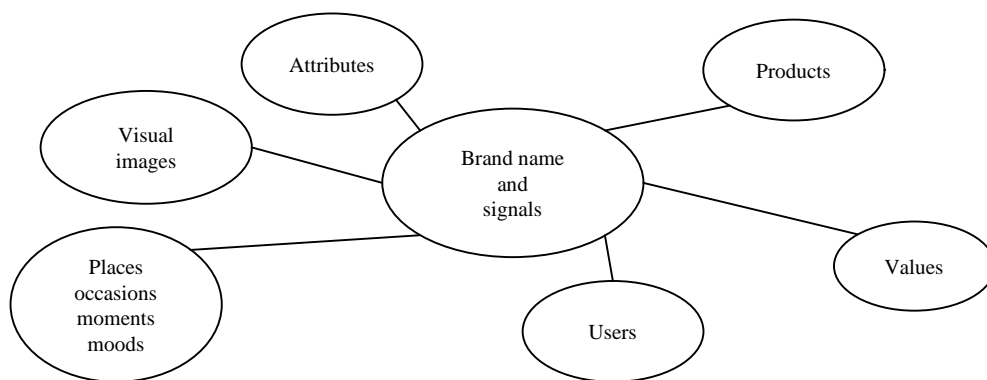 Attributes
Products
Visual
images
Brand name
and
signals
Places
occasions
moments
moods
Values
Users